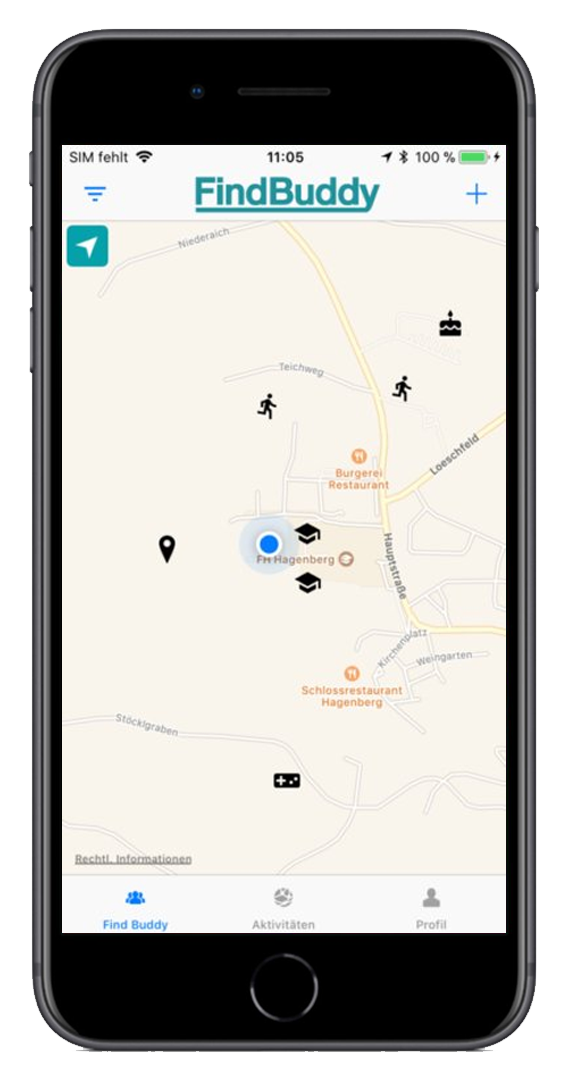 SIM fehlt 11:05 100 %
FindBuddy
Niederaich
Teichweg
Loeschfeld
Burgerei
Restaurant
FH Hagenberg
Hauptstraße
Kirchenplatz
Weingarten
Schlossrestaurant
Hagenberg
Stöcklgraben
Rechtl. Informationen
Find Buddy Aktivitäten Profil